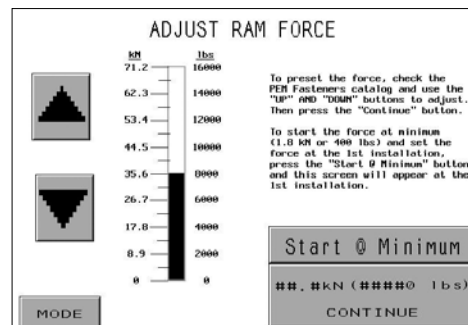 ADJUST RAM FORCE
kN lbs
71.2 16000
62.3 14000
53.4 12000
44.5 10000
35.6 8000
26.7 6000
17.8 4000
8.9 2000
0 0
To preset the force, check the
PEM Fasteners catalog and use the
"UP" AND "DOWN" buttons to adjust.
Then press the "Continue" button.
To start the force at minimum
(1.8 kN or 400 lbs) and set the
force at the 1st installation,
press the "Start @ Minimum" button
and this screen will appear at the
1st installation.
Start @ Minimum
##.#kN (####0 lbs)
CONTINUE
MODE